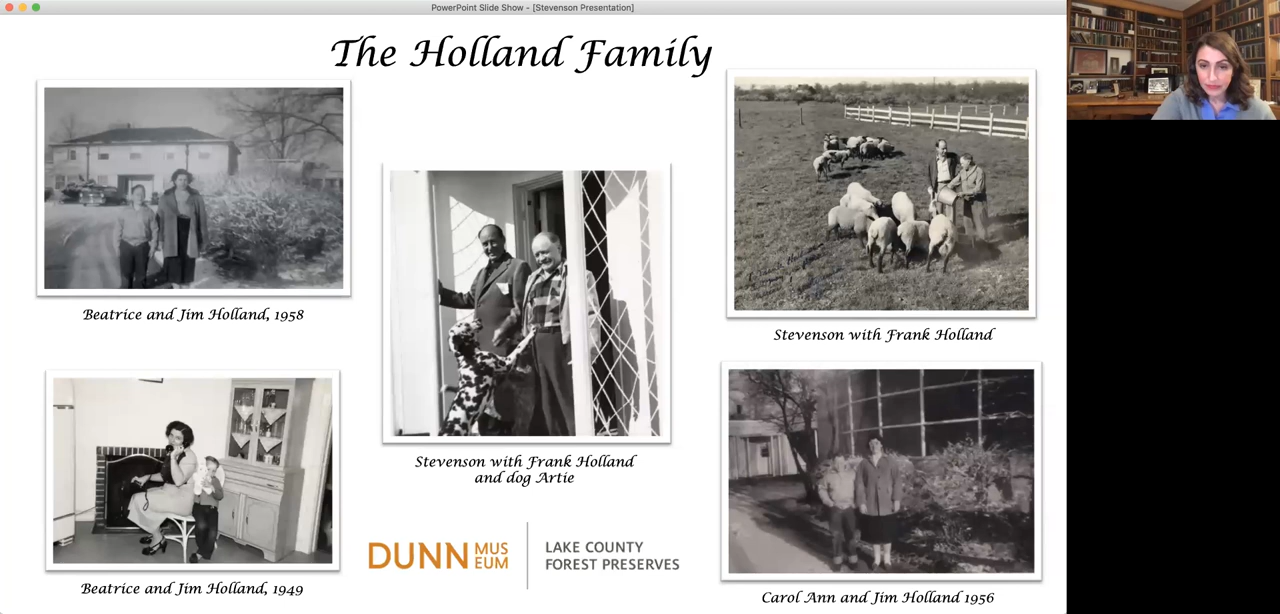 PowerPoint Slide Show - [Stevenson Presentation]
The Holland Family
Beatrice and Jim Holland, 1958
Stevenson with Frank Holland
Stevenson with Frank Holland
and dog Artie
Beatrice and Jim Holland, 1949
DUNN MUS
EUM
LAKE COUNTY
FOREST PRESERVES
Carol Ann and Jim Holland 1956